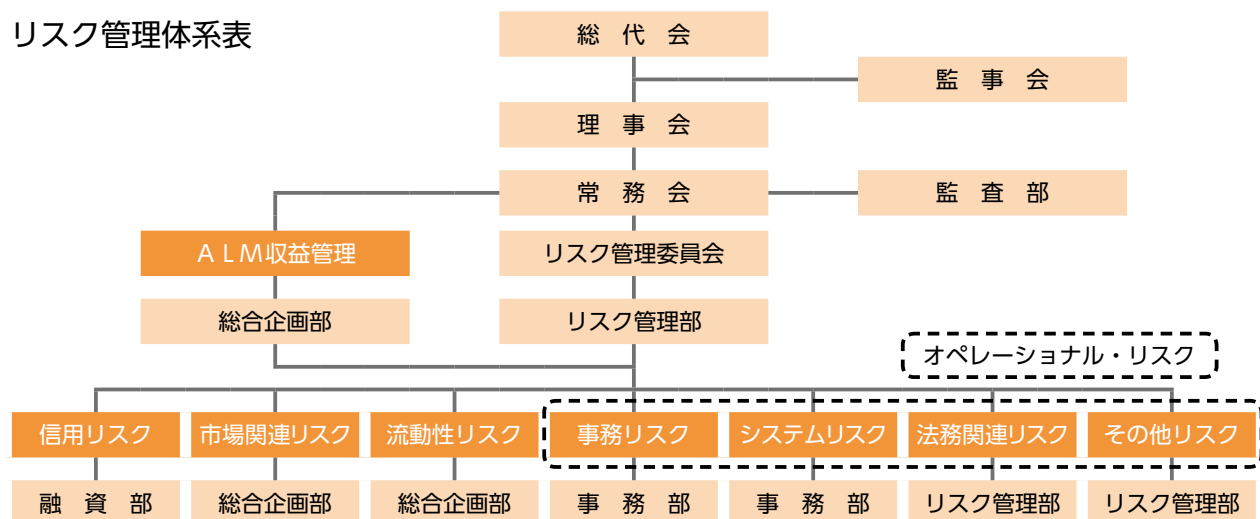 リスク管理体系表
総　代　会
監　事　会
理　事　会
常　務　会
監　査　部
ＡＬＭ収益管理
リスク管理委員会
総合企画部
リスク管理部
オペレーショナル・リスク
信用リスク
市場関連リスク
流動性リスク
事務リスク
システムリスク
法務関連リスク
その他リスク
融　資　部
総合企画部
総合企画部
事　務　部
事　務　部
リスク管理部
リスク管理部